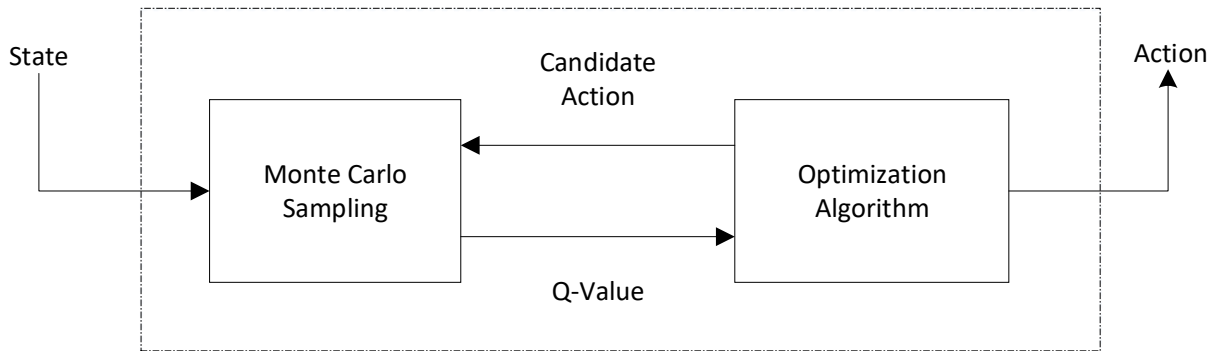 State
Candidate
Action
Action
Monte Carlo
Sampling
Optimization
Algorithm
Q-Value